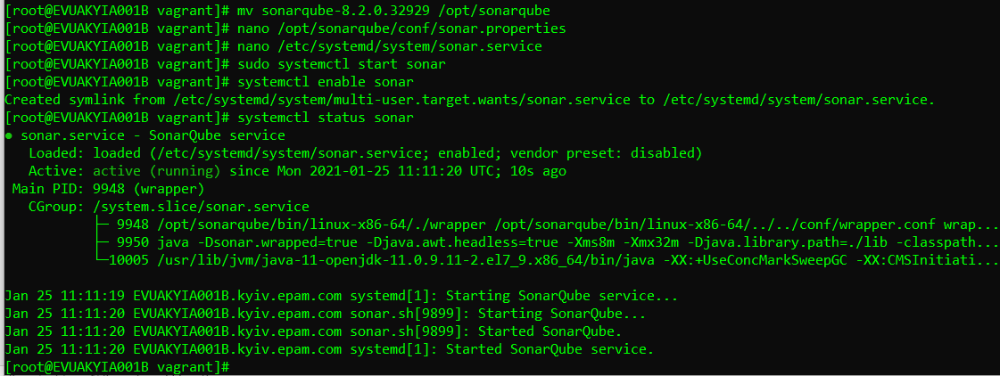 [root@EVUAKYIA001B vagrant]# mv sonarqube-8.2.0.32929 /opt/sonarqube
[root@EVUAKYIA001B vagrant]# nano /opt/sonarqube/conf/sonar.properties
[root@EVUAKYIA001B vagrant]# nano /etc/systemd/system/sonar.service
[root@EVUAKYIA001B vagrant]# sudo systemctl start sonar
[root@EVUAKYIA001B vagrant]# systemctl enable sonar
Created symlink from /etc/systemd/system/multi-user.target.wants/sonar.service to /etc/systemd/system/sonar.service.
[root@EVUAKYIA001B vagrant]# systemctl status sonar
● sonar.service - SonarQube service
   Loaded: loaded (/etc/systemd/system/sonar.service; enabled; vendor preset: disabled)
   Active: active (running) since Mon 2021-01-25 11:11:20 UTC; 10s ago
 Main PID: 9948 (wrapper)
   CGroup: /system.slice/sonar.service
           ├─ 9948 /opt/sonarqube/bin/linux-x86-64/./wrapper /opt/sonarqube/bin/linux-x86-64/../../conf/wrapper.conf wrap...
           ├─ 9950 java -Dsonar.wrapped=true -Djava.awt.headless=true -Xms8m -Xmx32m -Djava.library.path=./lib -classpath...
           └─10005 /usr/lib/jvm/java-11-openjdk-11.0.9.11-2.el7_9.x86_64/bin/java -XX:+UseConcMarkSweepGC -XX:CMSInitiati...

Jan 25 11:11:19 EVUAKYIA001B.kyiv.epam.com systemd[1]: Starting SonarQube service...
Jan 25 11:11:20 EVUAKYIA001B.kyiv.epam.com sonar.sh[9899]: Starting SonarQube...
Jan 25 11:11:20 EVUAKYIA001B.kyiv.epam.com sonar.sh[9899]: Started SonarQube.
Jan 25 11:11:20 EVUAKYIA001B.kyiv.epam.com systemd[1]: Started SonarQube service.
[root@EVUAKYIA001B vagrant]#